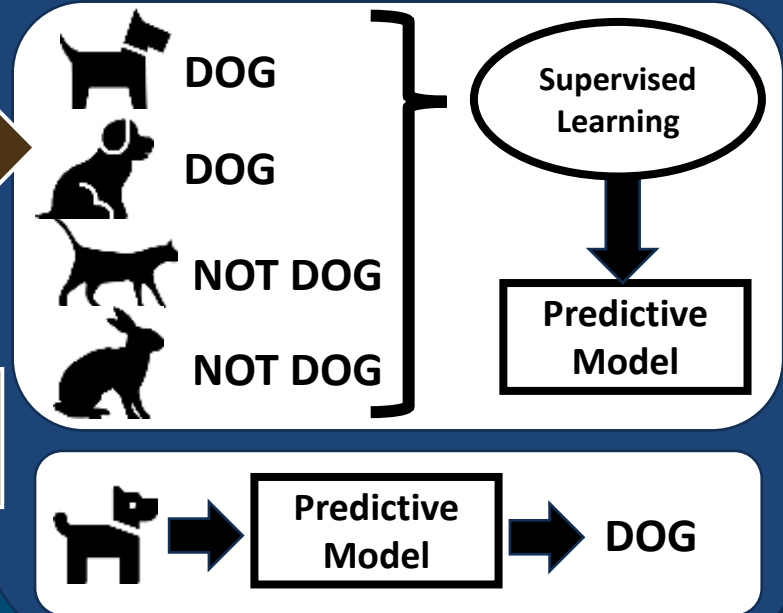 DOG
DOG
NOT DOG
NOT DOG
Supervised
Learning
Predictive
Model
Predictive
Model
DOG